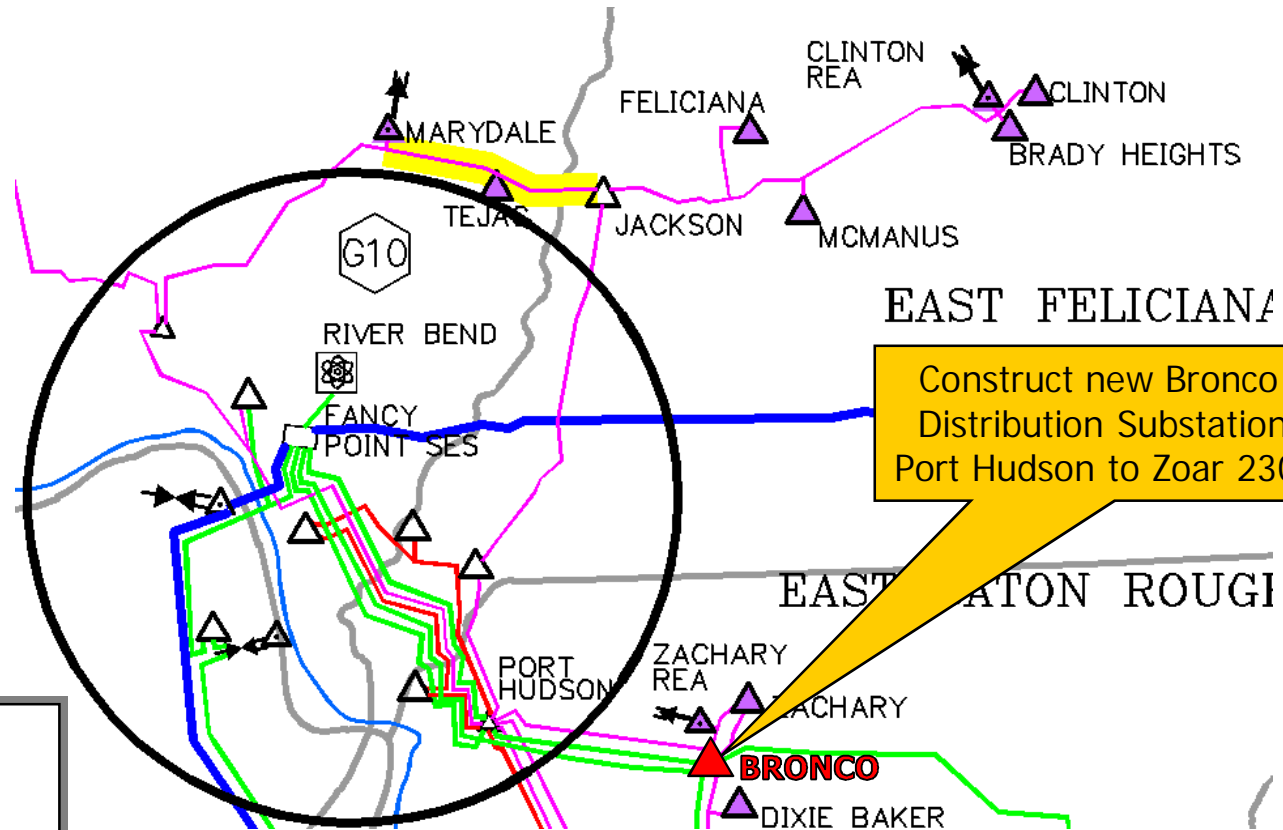 CLINTON
REA
FELICIANA
CLINTON
MARYDALE
BRADY HEIGHTS
TEJAS
JACKSON
MCMANUS
G10
EAST FELICIANA
RIVER BEND
Construct new Bronco
Distribution Substation
Port Hudson to Zoar 230
FANCY
POINT SES
EAST BATON ROUGE
ZACHARY
REA
PORT
HUDSON
ZACHARY
BRONCO
DIXIE BAKER